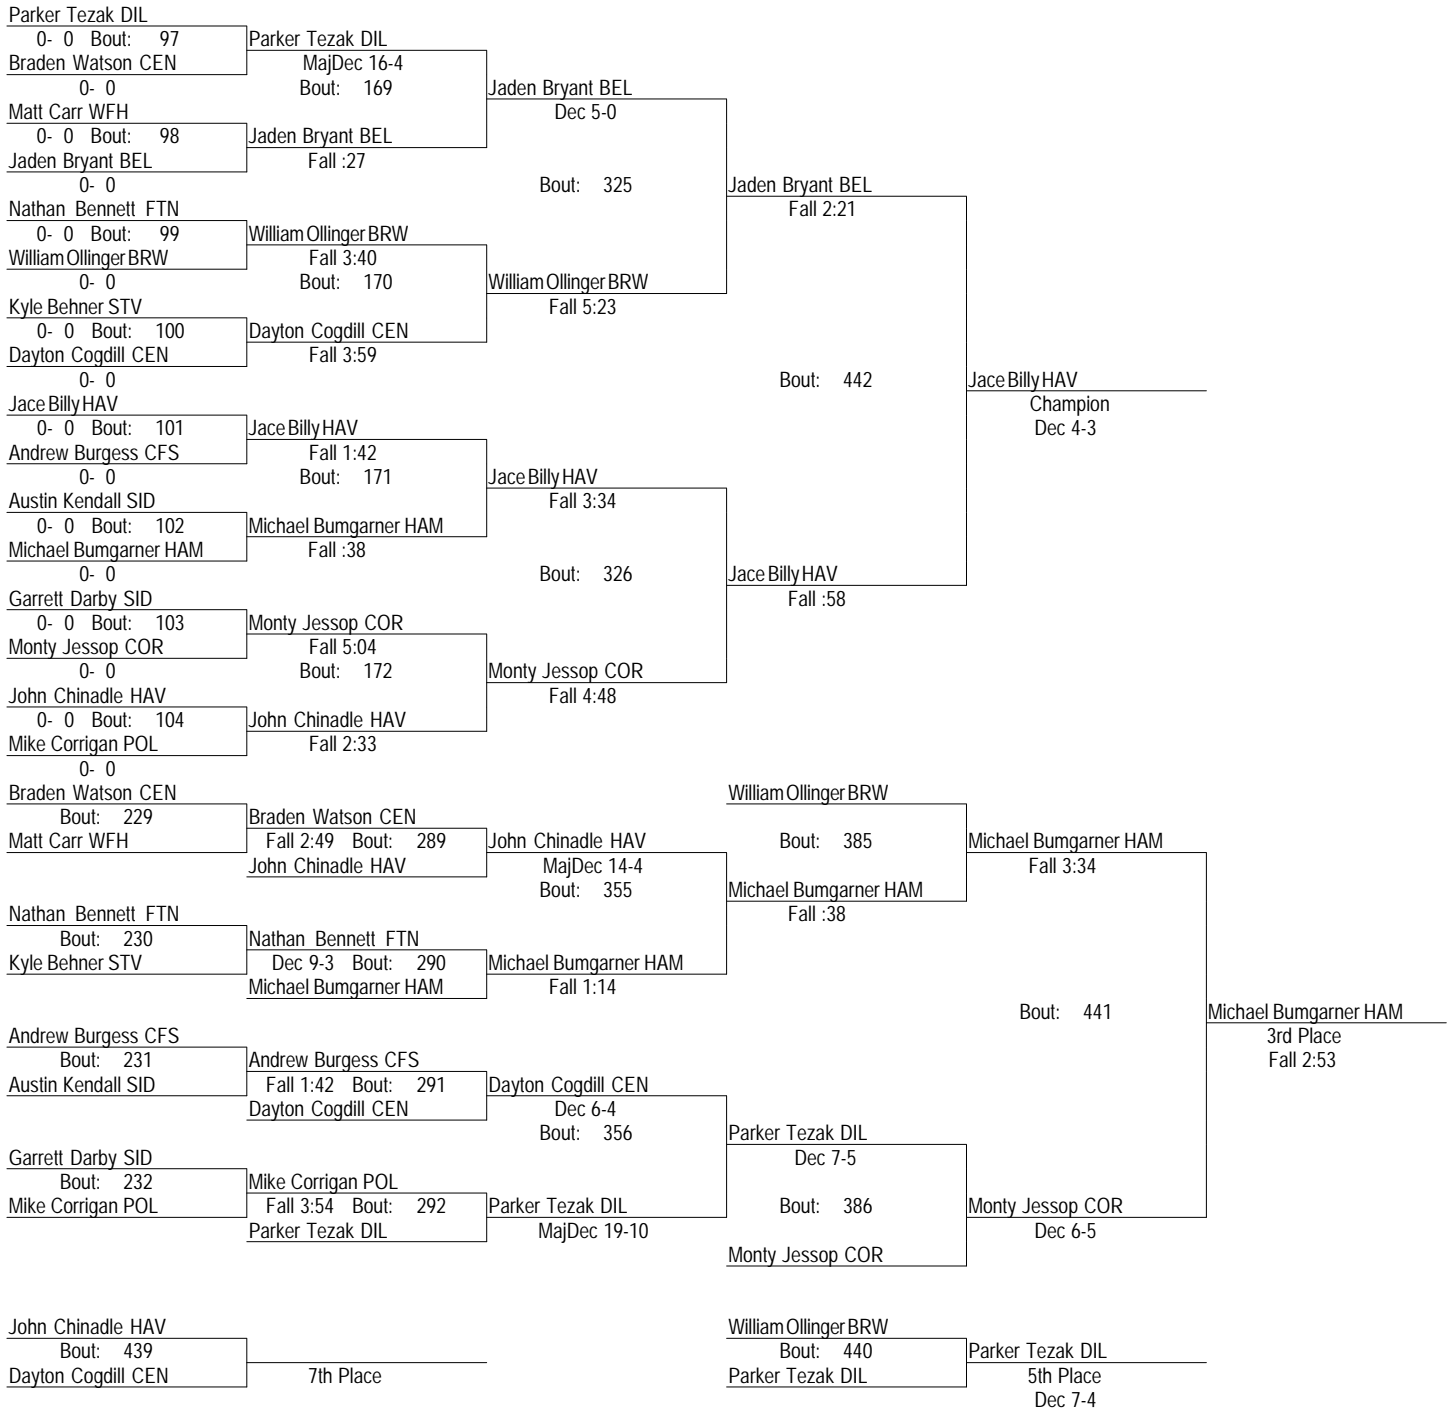 Parker Tezak DIL
0- 0 Bout: 97 Parker Tezak DIL
Braden Watson CEN MajDec 16-4
0- 0 Bout: 169 Jaden Bryant BEL
Matt Carr WFH Dec 5-0
0- 0 Bout: 98 Jaden Bryant BEL
Jaden Bryant BEL Fall :27
0- 0 Bout: 325 Jaden Bryant BEL
Nathan Bennett FTN Fall 2:21
0- 0 Bout: 99 William Ollinger BRW
William Ollinger BRW Fall 3:40
0- 0 Bout: 170 William Ollinger BRW
Kyle Behner STV Fall 5:23
0- 0 Bout: 100 Dayton Cogdill CEN
Dayton Cogdill CEN Fall 3:59
0- 0 Bout: 442 Jace Billy HAV
Jace Billy HAV Champion
0- 0 Bout: 101 Jace Billy HAV Dec 4-3
Andrew Burgess CFS Fall 1:42
0- 0 Bout: 171 Jace Billy HAV
Austin Kendall SID Fall 3:34
0- 0 Bout: 102 Michael Bumgarner HAM
Michael Bumgarner HAM Fall :38
0- 0 Bout: 326 Jace Billy HAV
Garrett Darby SID Fall :58
0- 0 Bout: 103 Monty Jessop COR
Monty Jessop COR Fall 5:04
0- 0 Bout: 172 Monty Jessop COR
John Chinadle HAV Fall 4:48
0- 0 Bout: 104 John Chinadle HAV
Mike Corrigan POL Fall 2:33
0- 0
Braden Watson CEN William Ollinger BRW
Bout: 229 Braden Watson CEN
Matt Carr WFH Fall 2:49 Bout: 289 John Chinadle HAV Bout: 385 Michael Bumgarner HAM
John Chinadle HAV MajDec 14-4 Fall 3:34
Bout: 355 Michael Bumgarner HAM
Nathan Bennett FTN Fall :38
Bout: 230 Nathan Bennett FTN
Kyle Behner STV Dec 9-3 Bout: 290 Michael Bumgarner HAM
Michael Bumgarner HAM Fall 1:14
Bout: 441 Michael Bumgarner HAM
Andrew Burgess CFS 3rd Place
Bout: 231 Andrew Burgess CFS Fall 2:53
Austin Kendall SID Fall 1:42 Bout: 291 Dayton Cogdill CEN
Dayton Cogdill CEN Dec 6-4
Bout: 356 Parker Tezak DIL
Garrett Darby SID Dec 7-5
Bout: 232 Mike Corrigan POL
Mike Corrigan POL Fall 3:54 Bout: 292 Parker Tezak DIL Bout: 386 Monty Jessop COR
Parker Tezak DIL MajDec 19-10 Dec 6-5
Monty Jessop COR
John Chinadle HAV William Ollinger BRW
Bout: 439 Bout: 440 Parker Tezak DIL
Dayton Cogdill CEN 7th Place Parker Tezak DIL 5th Place
Dec 7-4